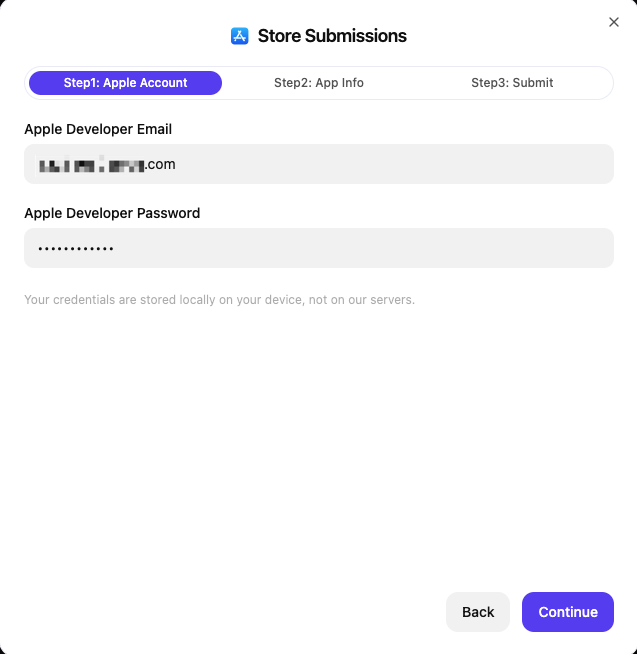 Store Submissions
Step1: Apple Account
Step2: App Info
Step3: Submit
Apple Developer Email
.com
Apple Developer Password
••••••••••••
Your credentials are stored locally on your device, not on our servers.
Back
Continue